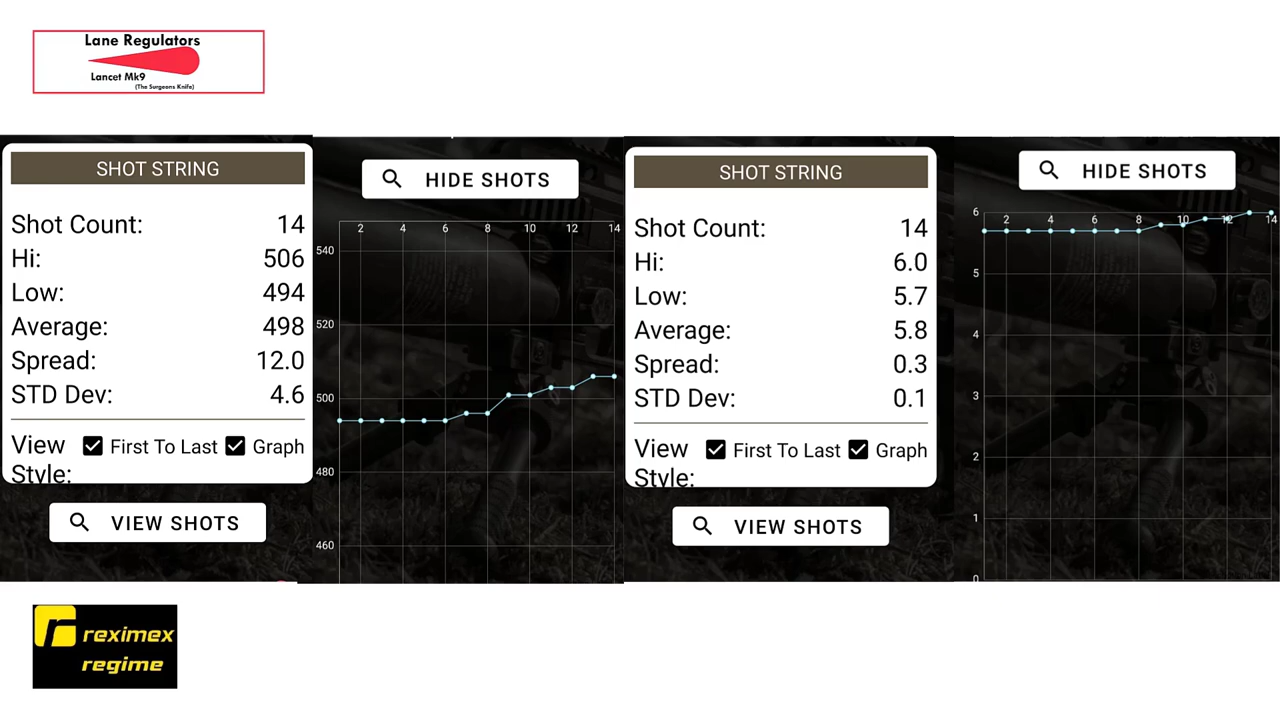 Lane Regulators
Lancet Mk9
(The Surgeons Knife)
SHOT STRING
Shot Count: 14
Hi: 506
Low: 494
Average: 498
Spread: 12.0
STD Dev: 4.6
View Style: First To Last Graph
VIEW SHOTS
HIDE SHOTS
2 4 6 8 10 12 14
540
520
500
480
460
SHOT STRING
Shot Count: 14
Hi: 6.0
Low: 5.7
Average: 5.8
Spread: 0.3
STD Dev: 0.1
View Style: First To Last Graph
VIEW SHOTS
HIDE SHOTS
2 4 6 8 10 12 14
6
5
4
3
2
1
0
reximex
regime